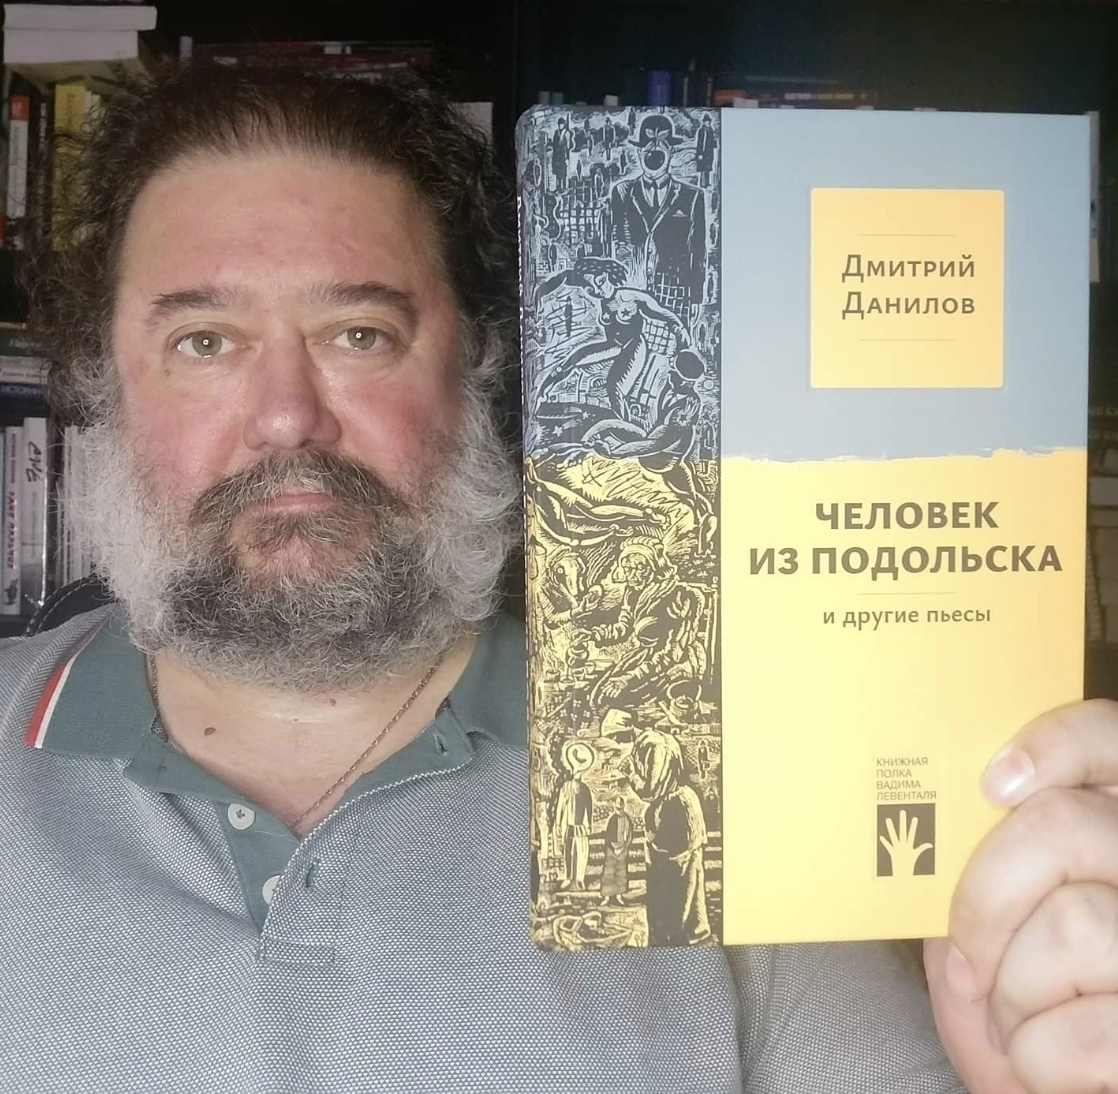 Дмитрий
Данилов
ЧЕЛОВЕК
ИЗ ПОДОЛЬСКА
и другие пьесы
КНИЖНАЯ
ПОЛКА
ВАДИМА
ЛЕВЕНТАЛЯ